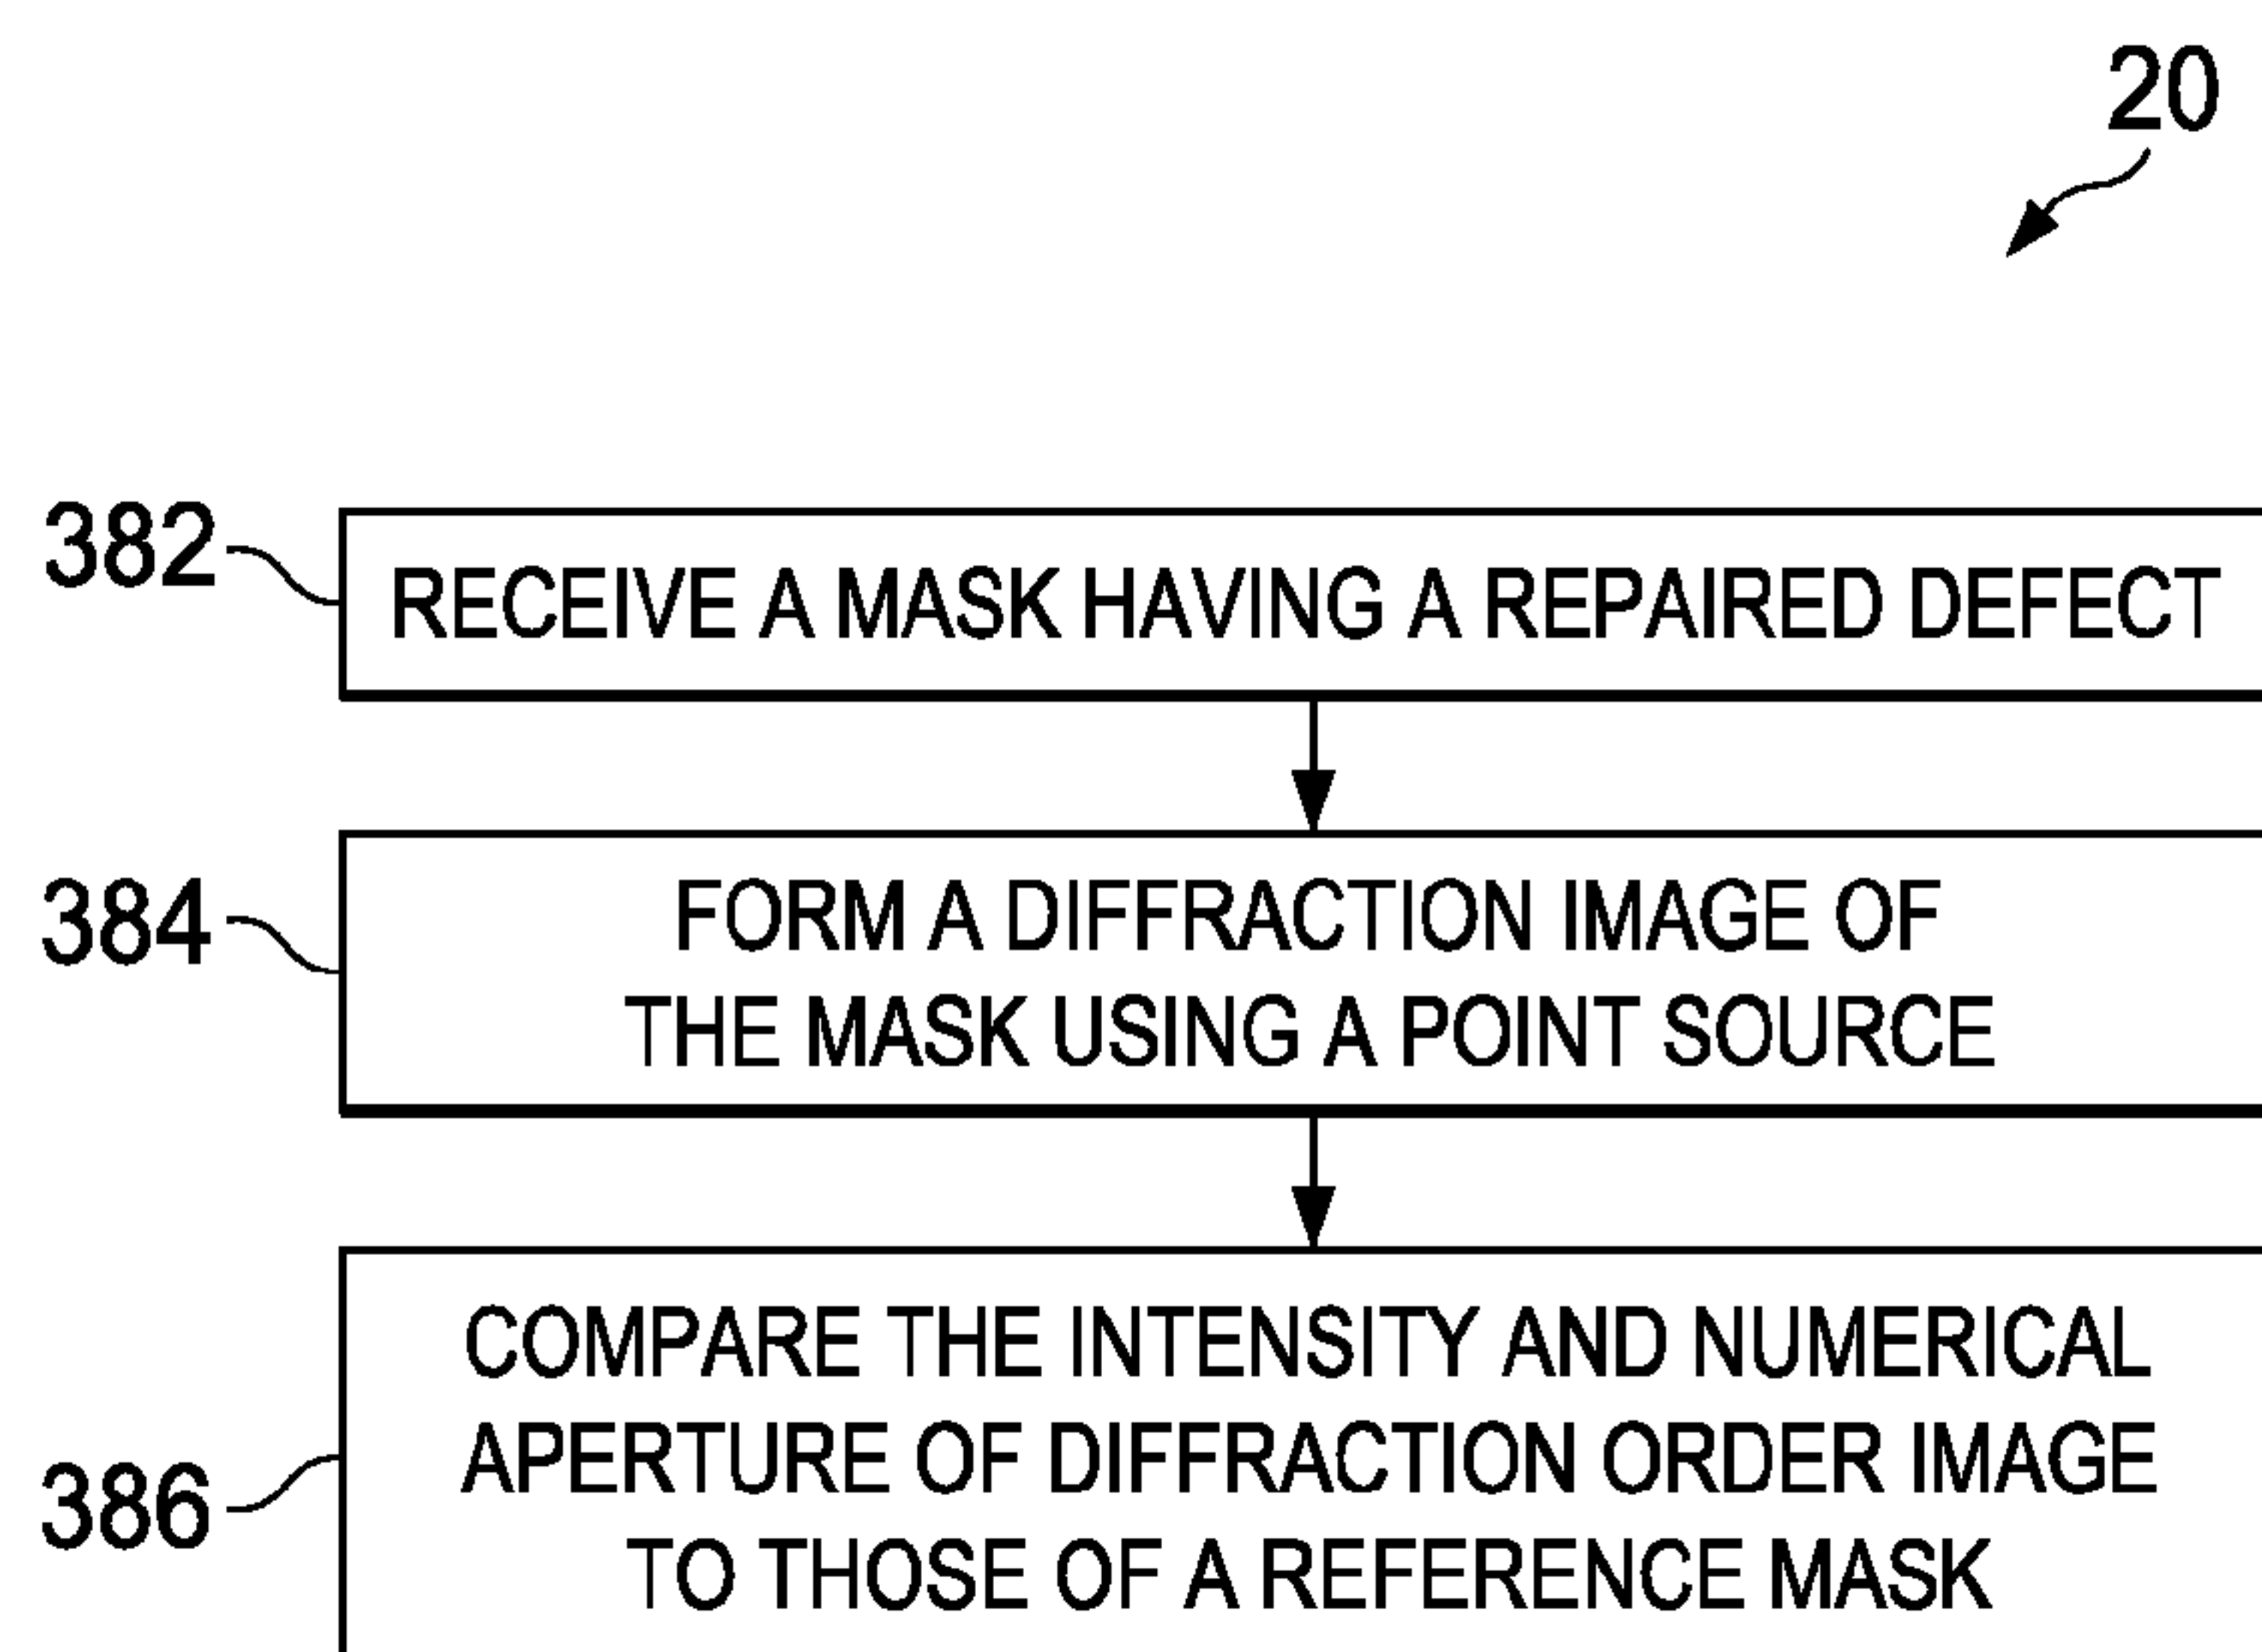 20
382
RECEIVE A MASK HAVING A REPAIRED DEFECT
384
FORM A DIFFRACTION IMAGE OF
THE MASK USING A POINT SOURCE
386
COMPARE THE INTENSITY AND NUMERICAL
APERTURE OF DIFFRACTION ORDER IMAGE
TO THOSE OF A REFERENCE MASK